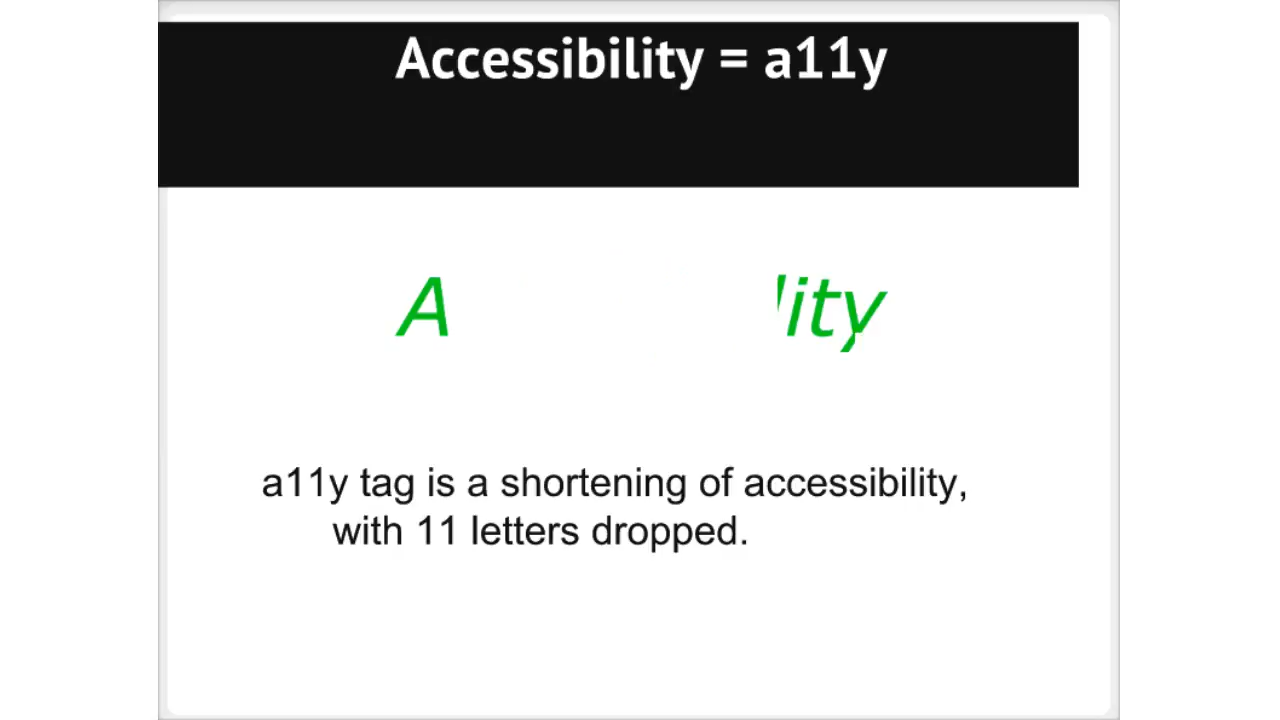 Accessibility = a11y
A lity
a11y tag is a shortening of accessibility,
with 11 letters dropped.